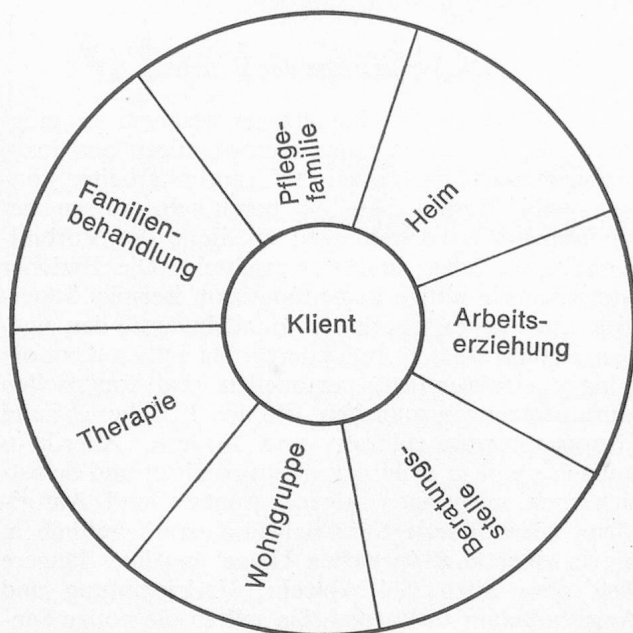 Pflege-
familie
Heim
Arbeits-
erziehung
Beratungs-
stelle
Wohngruppe
Therapie
Familien-
behandlung
Klient